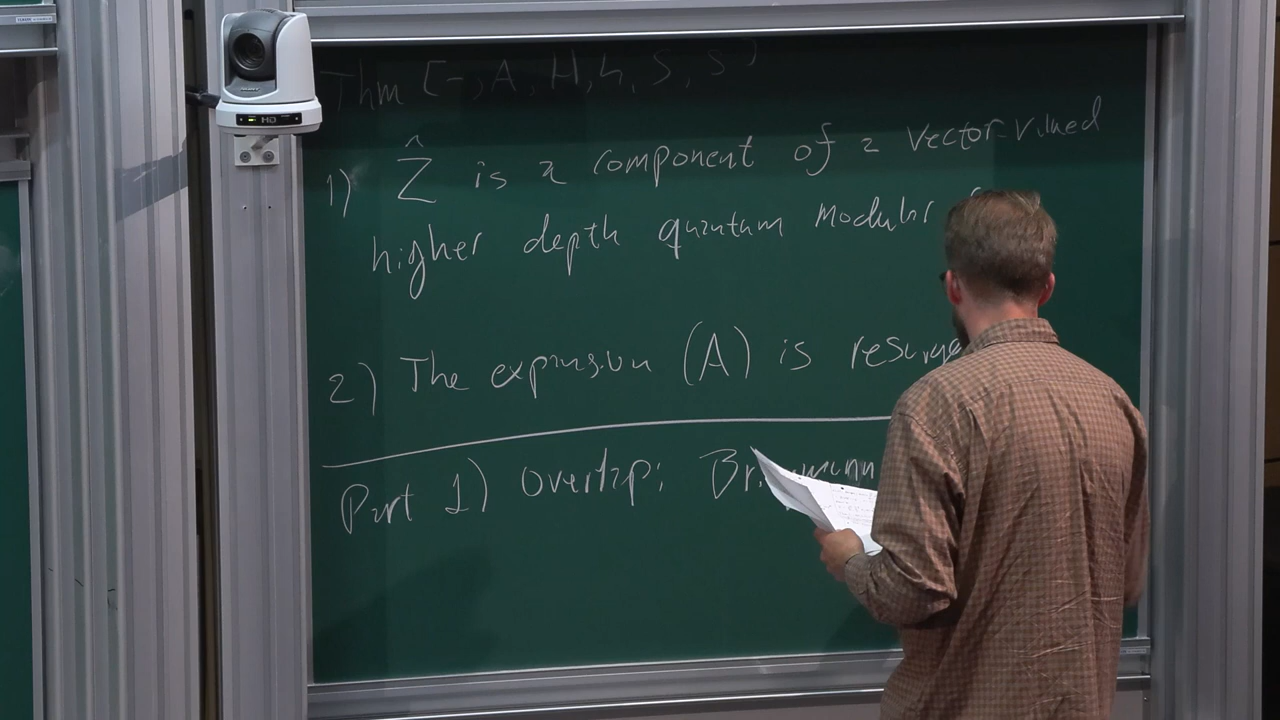 Thm (-, A, H, h, S, s)
1) Ẑ is a component of a vector-valued
higher depth quantum modular
2) The expansion (A) is resurge
Part 1) Overlap:
HD